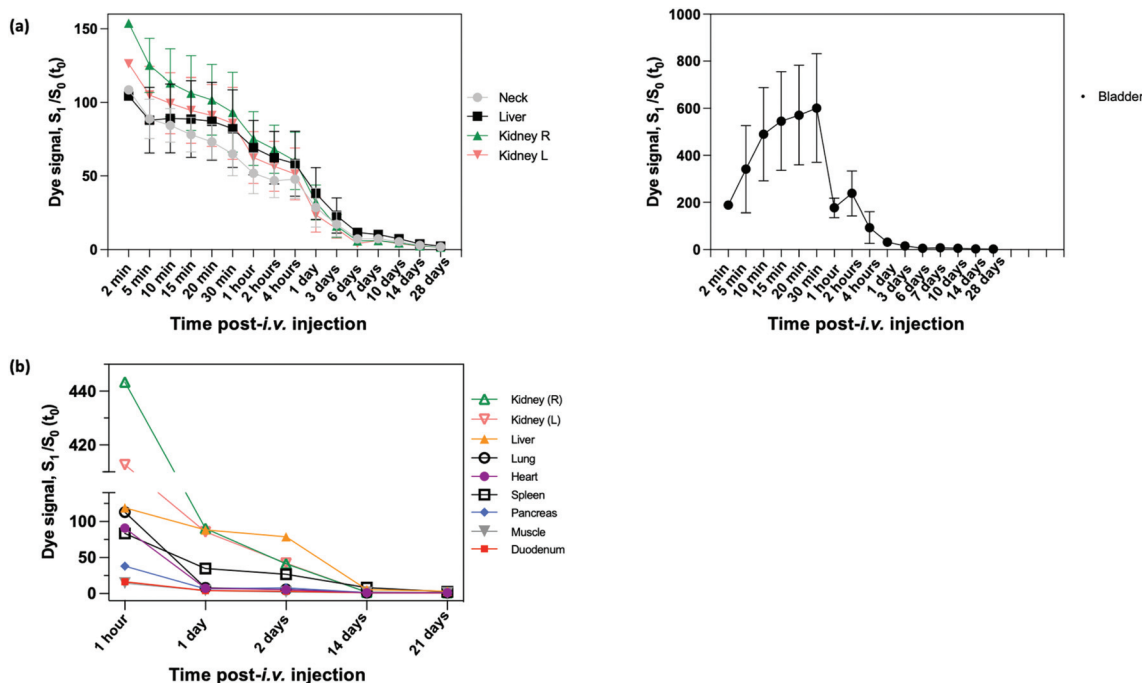 (a)
Dye signal, S1/S0 (t0)
150
100
50
0
2 min
5 min
10 min
15 min
20 min
30 min
1 hour
2 hours
4 hours
1 day
3 days
6 days
7 days
10 days
14 days
28 days
Time post-i.v. injection
Neck
Liver
Kidney R
Kidney L
Dye signal, S1/S0 (t0)
1000
800
600
400
200
0
2 min
5 min
10 min
15 min
20 min
30 min
1 hour
2 hours
4 hours
1 day
3 days
6 days
7 days
10 days
14 days
28 days
Time post-i.v. injection
Bladder
(b)
Dye signal, S1/S0 (t0)
440
420
100
50
0
1 hour
1 day
2 days
14 days
21 days
Time post-i.v. injection
Kidney (R)
Kidney (L)
Liver
Lung
Heart
Spleen
Pancreas
Muscle
Duodenum